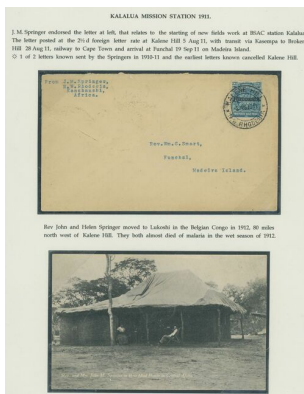 KALALUA MISSION STATION 1911.
J. M. Springer endorsed the letter at left, that relates to the starting of new fields work at BSAC station Kalalua
The letter posted at the 2½d foreign letter rate at Kalene Hill 5 Aug 11, with transit via Kasempa to Broken
Hill 28 Aug 11, railway to Cape Town and arrival at Funchal 19 Sep 11 on Madeira Island.
1 of 2 letters known sent by the Springers in 1910-11 and the earliest letters known cancelled Kalene Hill.
From J.M.Springer,
N.W.Rhodesia,
Africa.
Rev.Wm.G.Smart,
Funchal,
Madeira Island.
Rev John and Helen Springer moved to Lukoshi in the Belgian Congo in 1912, 80 miles
north west of Kalene Hill. They both almost died of malaria in the wet season of 1912.